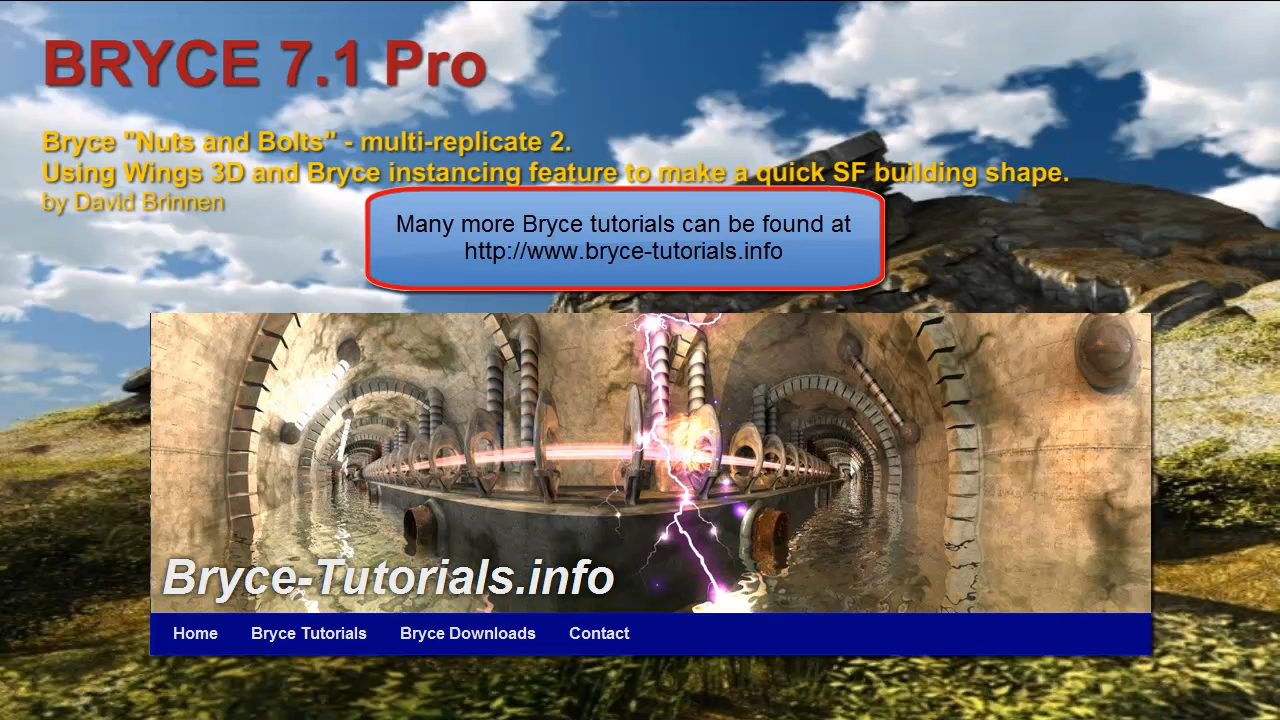 BRYCE 7.1 Pro
Bryce "Nuts and Bolts" - multi-replicate 2.
Using Wings 3D and Bryce instancing feature to make a quick SF building shape.
by David Brinnen
Many more Bryce tutorials can be found at
http://www.bryce-tutorials.info
Bryce-Tutorials.info
Home Bryce Tutorials Bryce Downloads Contact